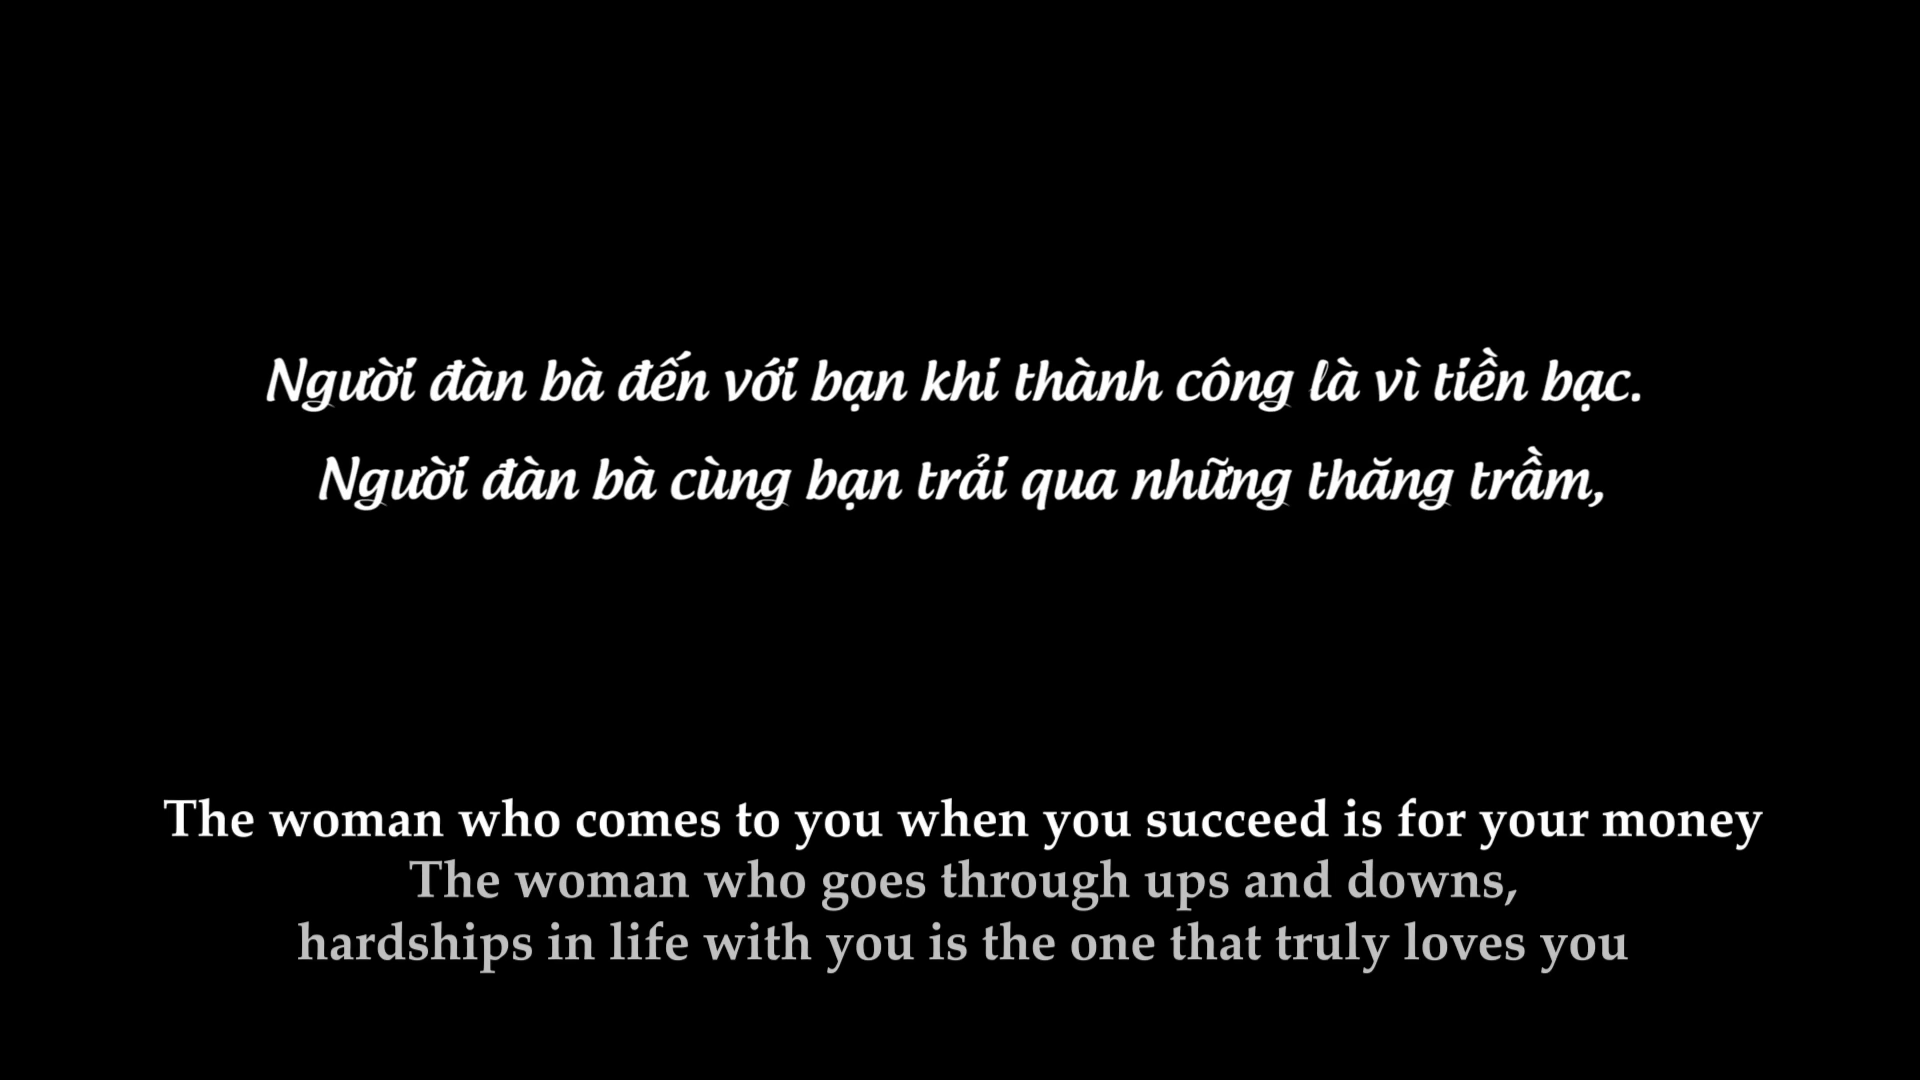 Người đàn bà đến với bạn khi thành công là vì tiền bạc.
Người đàn bà cùng bạn trải qua những thăng trầm,
The woman who comes to you when you succeed is for your money
The woman who goes through ups and downs,
hardships in life with you is the one that truly loves you